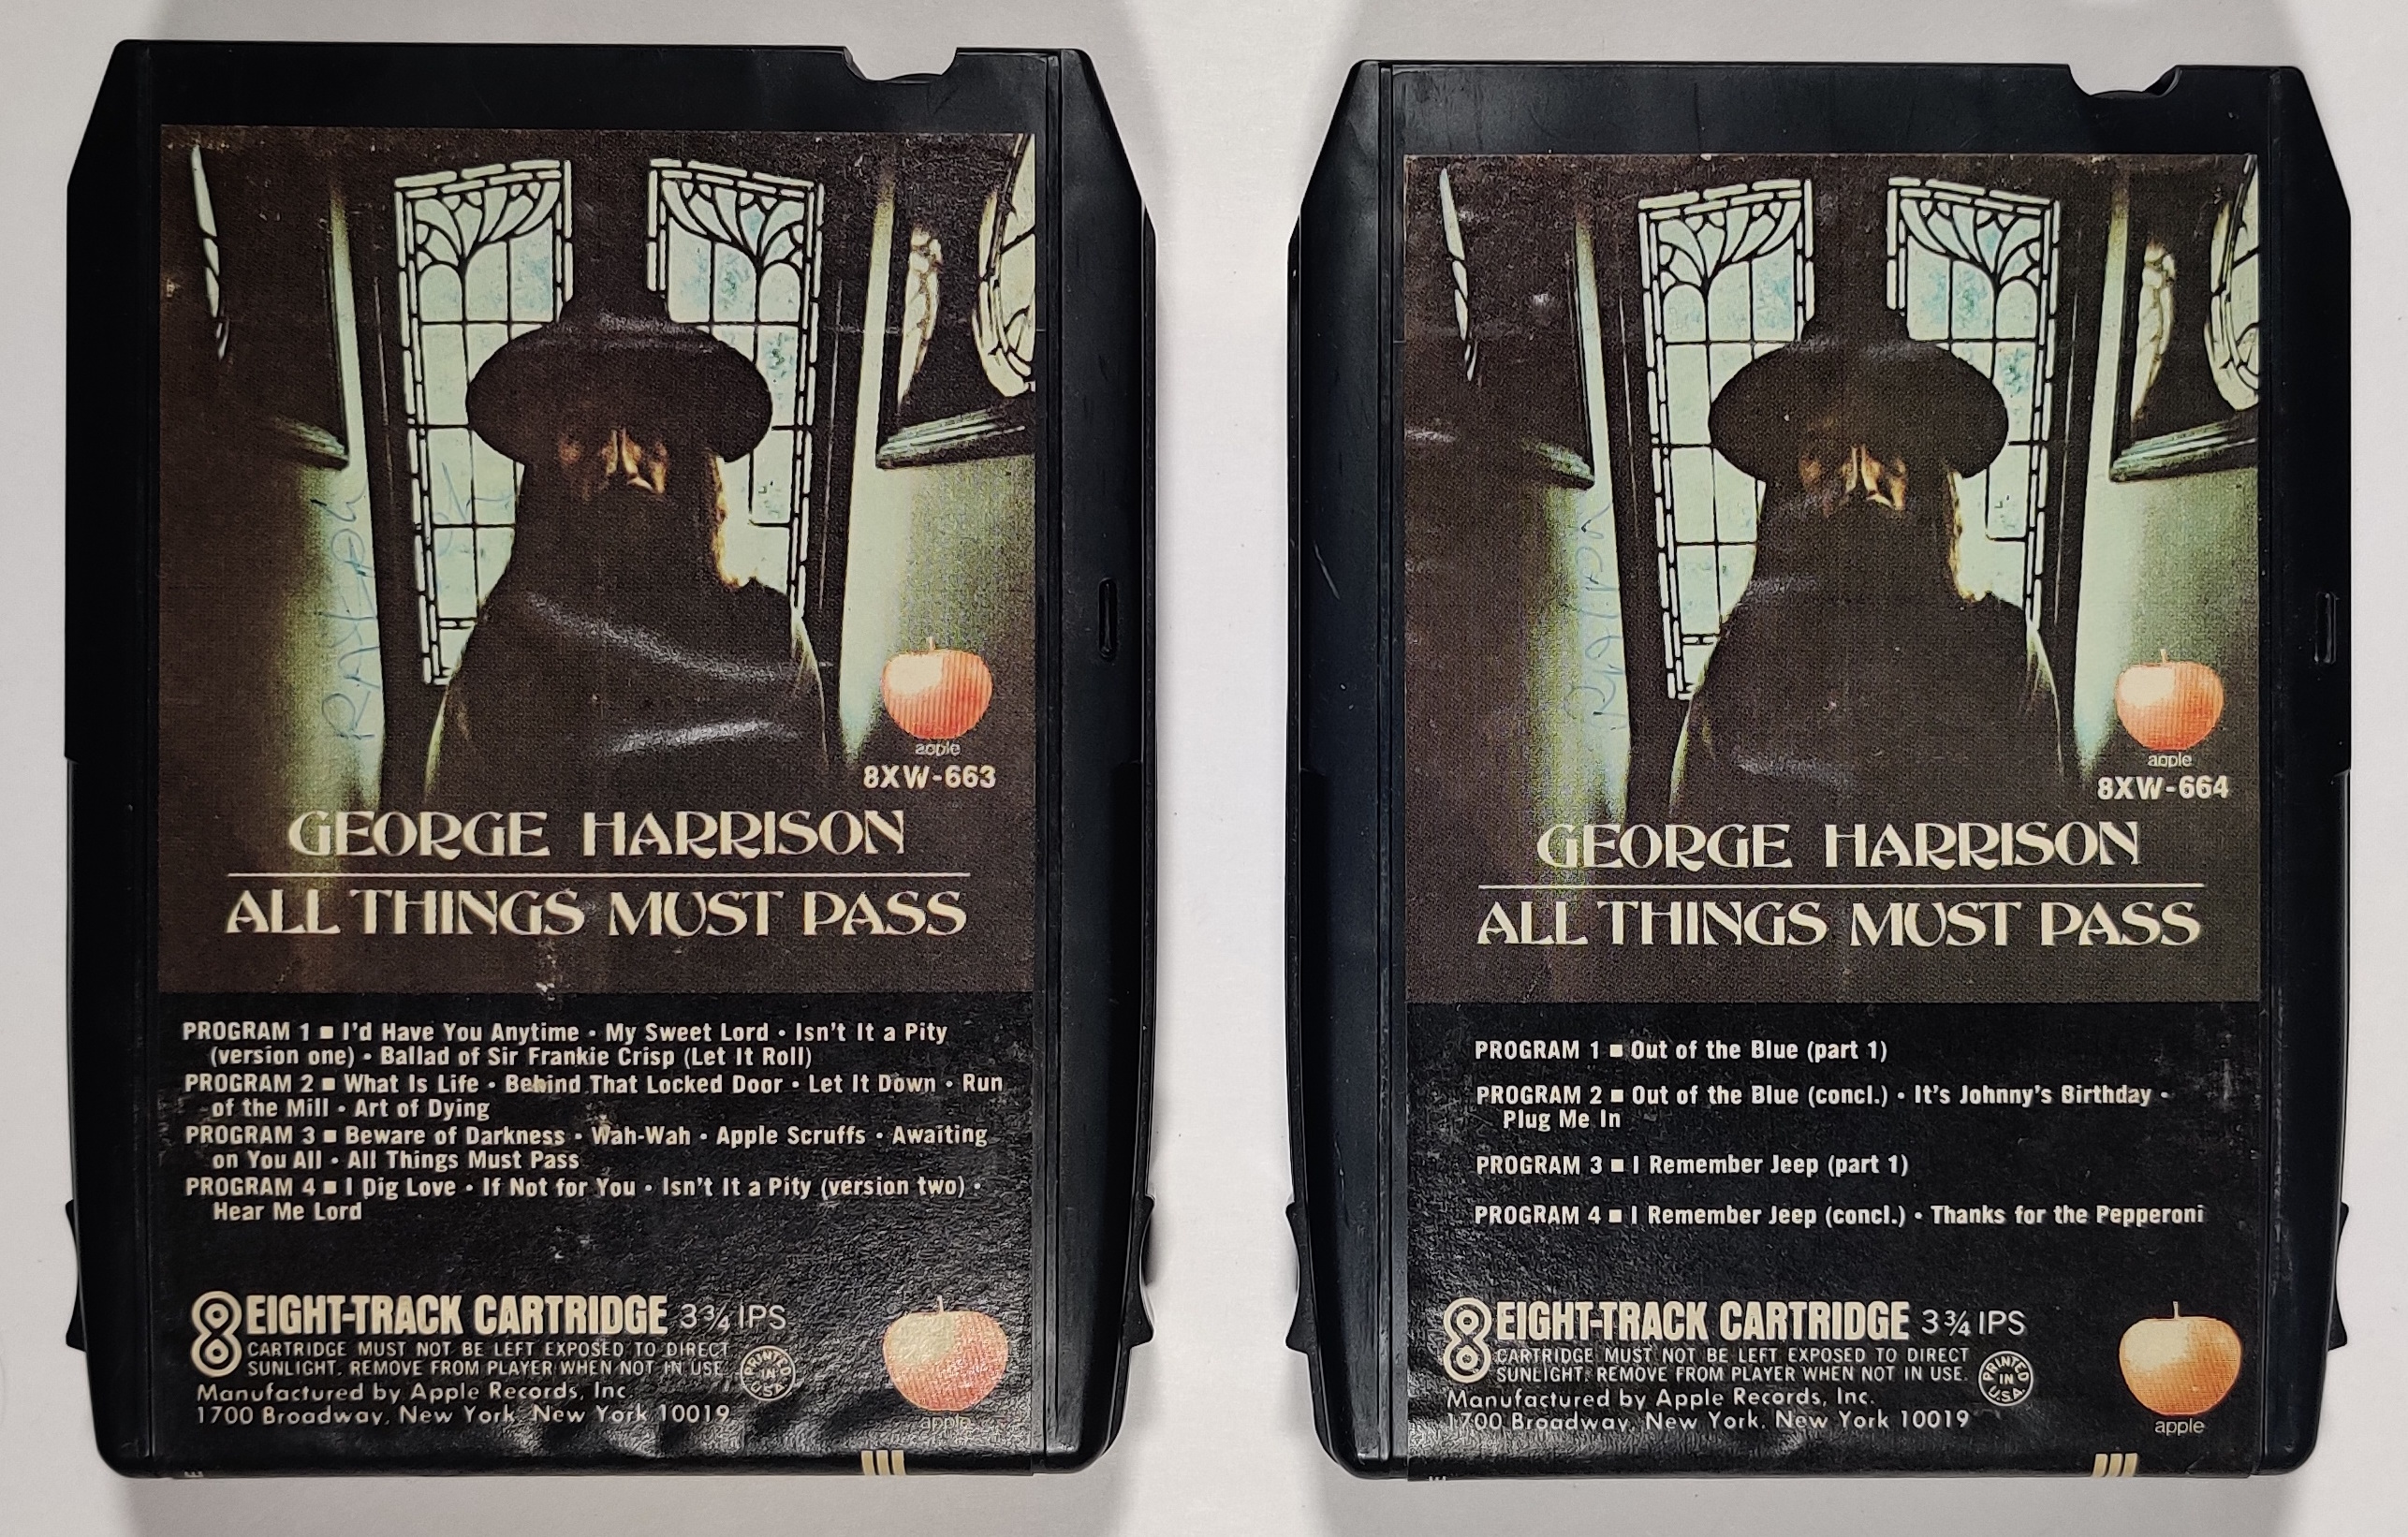 apple
8XW-663
GEORGE HARRISON
ALL THINGS MUST PASS
PROGRAM 1 ■ I'd Have You Anytime • My Sweet Lord • Isn't It a Pity
(version one) • Ballad of Sir Frankie Crisp (Let It Roll)
PROGRAM 2 ■ What Is Life • Behind That Locked Door • Let It Down • Run
of the Mill • Art of Dying
PROGRAM 3 ■ Beware of Darkness • Wah-Wah • Apple Scruffs • Awaiting
on You All • All Things Must Pass
PROGRAM 4 ■ I Dig Love • If Not for You • Isn't It a Pity (version two) •
Hear Me Lord
8 EIGHT-TRACK CARTRIDGE 3¾ IPS
CARTRIDGE MUST NOT BE LEFT EXPOSED TO DIRECT
SUNLIGHT. REMOVE FROM PLAYER WHEN NOT IN USE.
PRINTED IN U.S.A.
Manufactured by Apple Records, Inc.
1700 Broadway, New York, New York 10019
apple
apple
8XW-664
GEORGE HARRISON
ALL THINGS MUST PASS
PROGRAM 1 ■ Out of the Blue (part 1)
PROGRAM 2 ■ Out of the Blue (concl.) • It's Johnny's Birthday •
Plug Me In
PROGRAM 3 ■ I Remember Jeep (part 1)
PROGRAM 4 ■ I Remember Jeep (concl.) • Thanks for the Pepperoni
8 EIGHT-TRACK CARTRIDGE 3¾ IPS
CARTRIDGE MUST NOT BE LEFT EXPOSED TO DIRECT
SUNLIGHT. REMOVE FROM PLAYER WHEN NOT IN USE.
PRINTED IN U.S.A.
Manufactured by Apple Records, Inc.
1700 Broadway, New York, New York 10019
apple